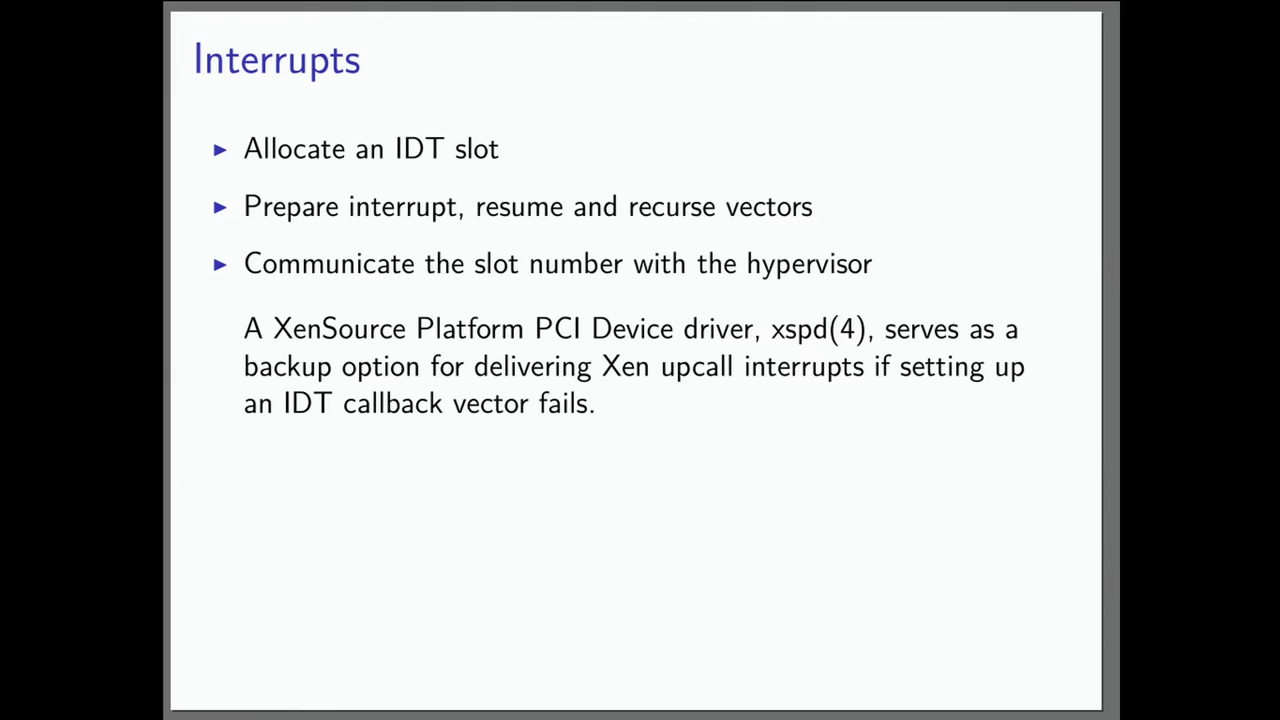 Interrupts
▶ Allocate an IDT slot
▶ Prepare interrupt, resume and recurse vectors
▶ Communicate the slot number with the hypervisor
A XenSource Platform PCI Device driver, xspd(4), serves as a
backup option for delivering Xen upcall interrupts if setting up
an IDT callback vector fails.